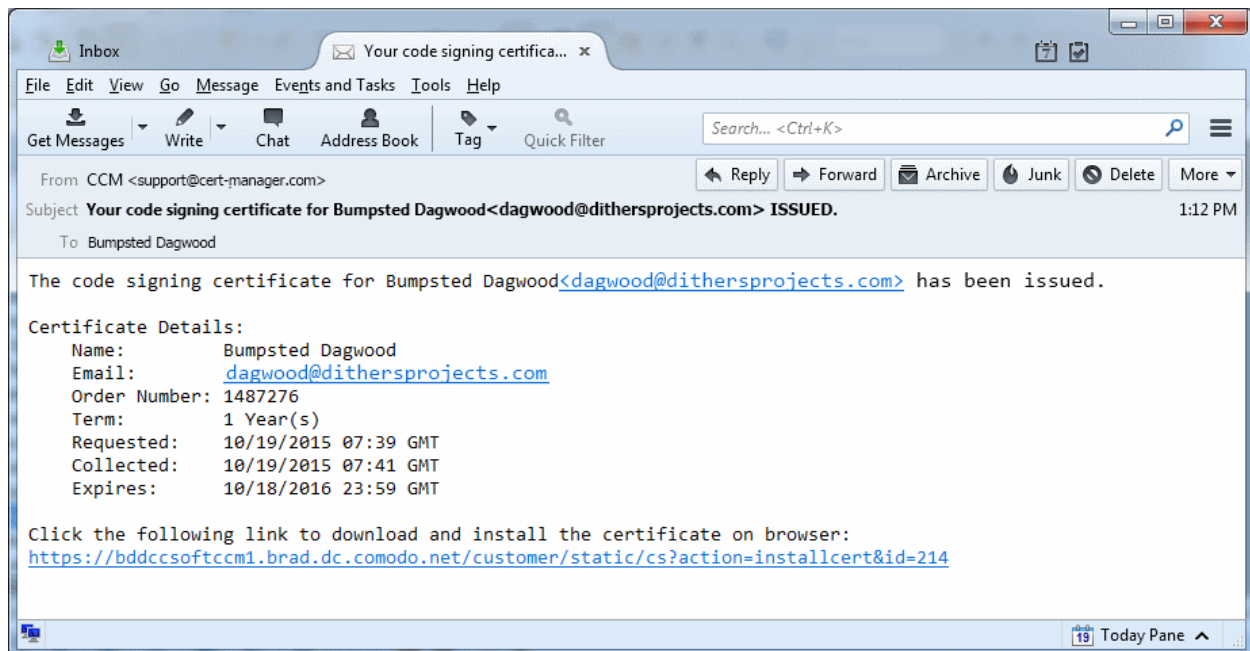 Inbox
Your code signing certifica... ×
7
File Edit View Go Message Events and Tasks Tools Help
Get Messages Write Chat Address Book Tag Quick Filter Search... <Ctrl+K>
From CCM <support@cert-manager.com> Reply Forward Archive Junk Delete More
Subject Your code signing certificate for Bumpsted Dagwood<dagwood@dithersprojects.com> ISSUED. 1:12 PM
To Bumpsted Dagwood
The code signing certificate for Bumpsted Dagwood<dagwood@dithersprojects.com> has been issued.
Certificate Details:
Name: Bumpsted Dagwood
Email: dagwood@dithersprojects.com
Order Number: 1487276
Term: 1 Year(s)
Requested: 10/19/2015 07:39 GMT
Collected: 10/19/2015 07:41 GMT
Expires: 10/18/2016 23:59 GMT
Click the following link to download and install the certificate on browser:
https://bddccsoftccm1.brad.dc.comodo.net/customer/static/cs?action=installcert&id=214
19 Today Pane